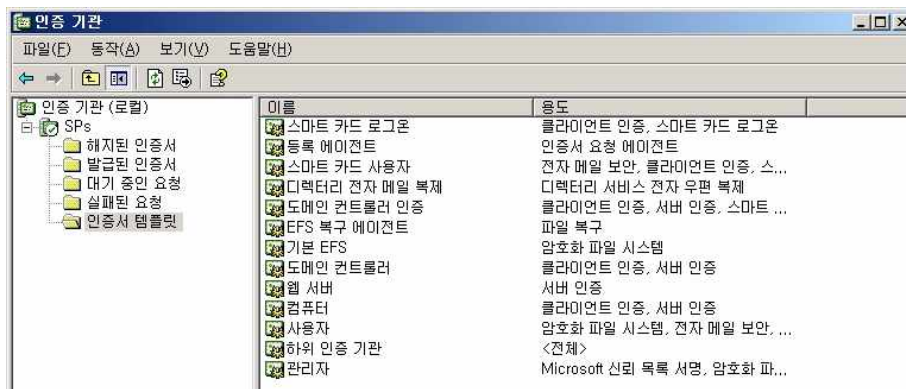 인증 기관
파일(F) 동작(A) 보기(V) 도움말(H)
인증 기관 (로컬)
SPs
해지된 인증서
발급된 인증서
대기 중인 요청
실패된 요청
인증서 템플릿
이름 용도
스마트 카드 로그온 클라이언트 인증, 스마트 카드 로그온
등록 에이전트 인증서 요청 에이전트
스마트 카드 사용자 전자 메일 보안, 클라이언트 인증, 스...
디렉터리 전자 메일 복제 디렉터리 서비스 전자 우편 복제
도메인 컨트롤러 인증 클라이언트 인증, 서버 인증, 스마트 ...
EFS 복구 에이전트 파일 복구
기본 EFS 암호화 파일 시스템
도메인 컨트롤러 클라이언트 인증, 서버 인증
웹 서버 서버 인증
컴퓨터 클라이언트 인증, 서버 인증
사용자 암호화 파일 시스템, 전자 메일 보안, ...
하위 인증 기관 <전체>
관리자 Microsoft 신뢰 목록 서명, 암호화 파...